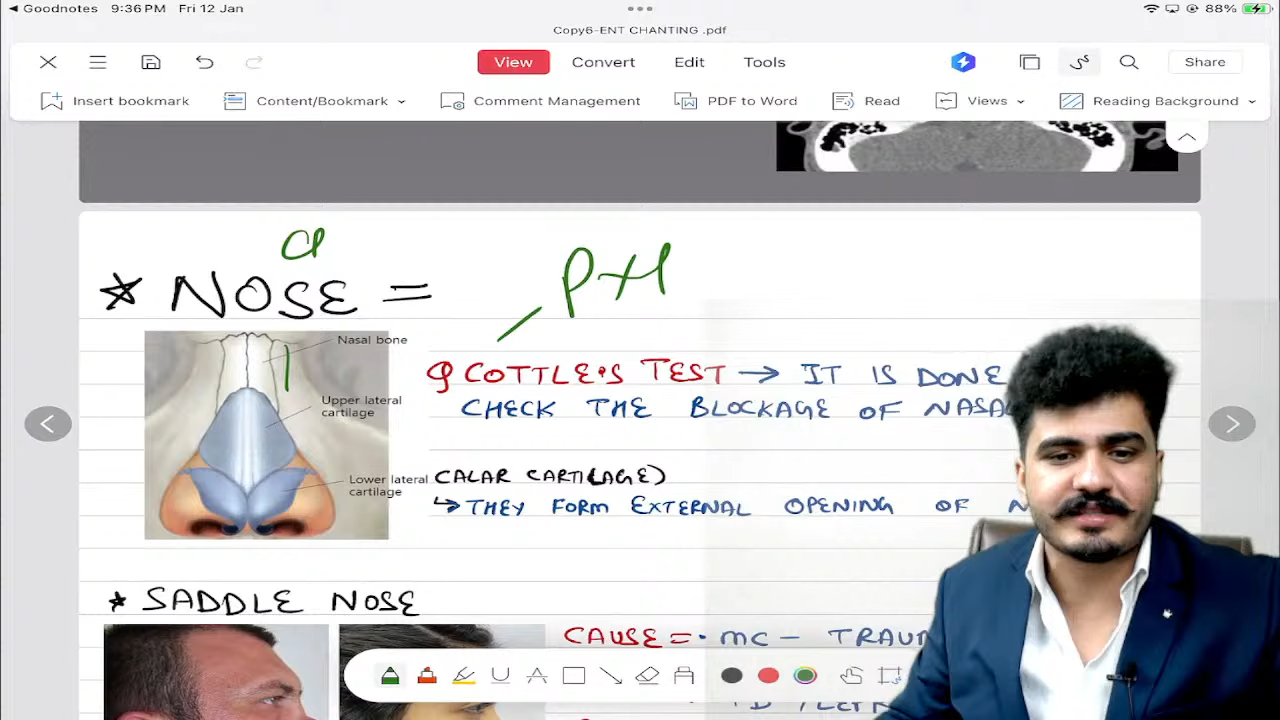 Goodnotes 9:36 PM Fri 12 Jan 88%
Copy6-ENT CHANTING .pdf
View Convert Edit Tools Share
Insert bookmark Content/Bookmark Comment Management PDF to Word Read Views Reading Background
* NOSE =
Nasal bone
COTTLE'S TEST → IT IS DONE
Upper lateral
cartilage
CHECK THE BLOCKAGE OF NASA
Lower lateral
cartilage
CALAR CARTILAGE)
↳ THEY FORM EXTERNAL OPENING OF N
* SADDLE NOSE
CAUSE = · MC - TRAU